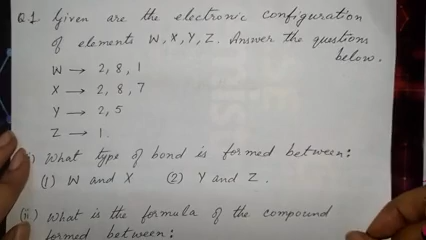 Q1 Given are the electronic configuration
of elements W, X, Y, Z. Answer the questions
below.
W → 2, 8, 1
X → 2, 8, 7
Y → 2, 5
Z → 1.
i) What type of bond is formed between:
(1) W and X (2) Y and Z.
(ii) What is the formula of the compound
formed between: